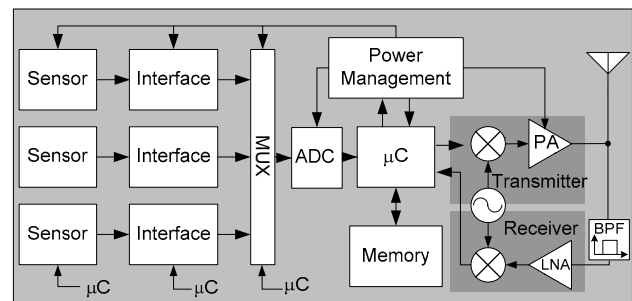 Sensor
Interface
Power
Management
Sensor
Interface
MUX
ADC
μC
PA
Transmitter
Sensor
Interface
Memory
Receiver
BPF
LNA
μC
μC
μC